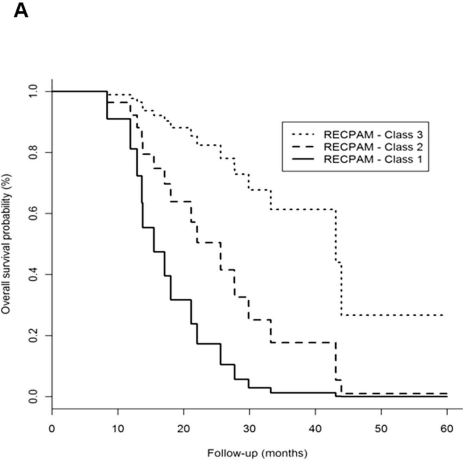 A
1.0
0.8
0.6
0.4
0.2
0.0
Overall survival probability (%)
RECPAM - Class 3
RECPAM - Class 2
RECPAM - Class 1
0 10 20 30 40 50 60
Follow-up (months)